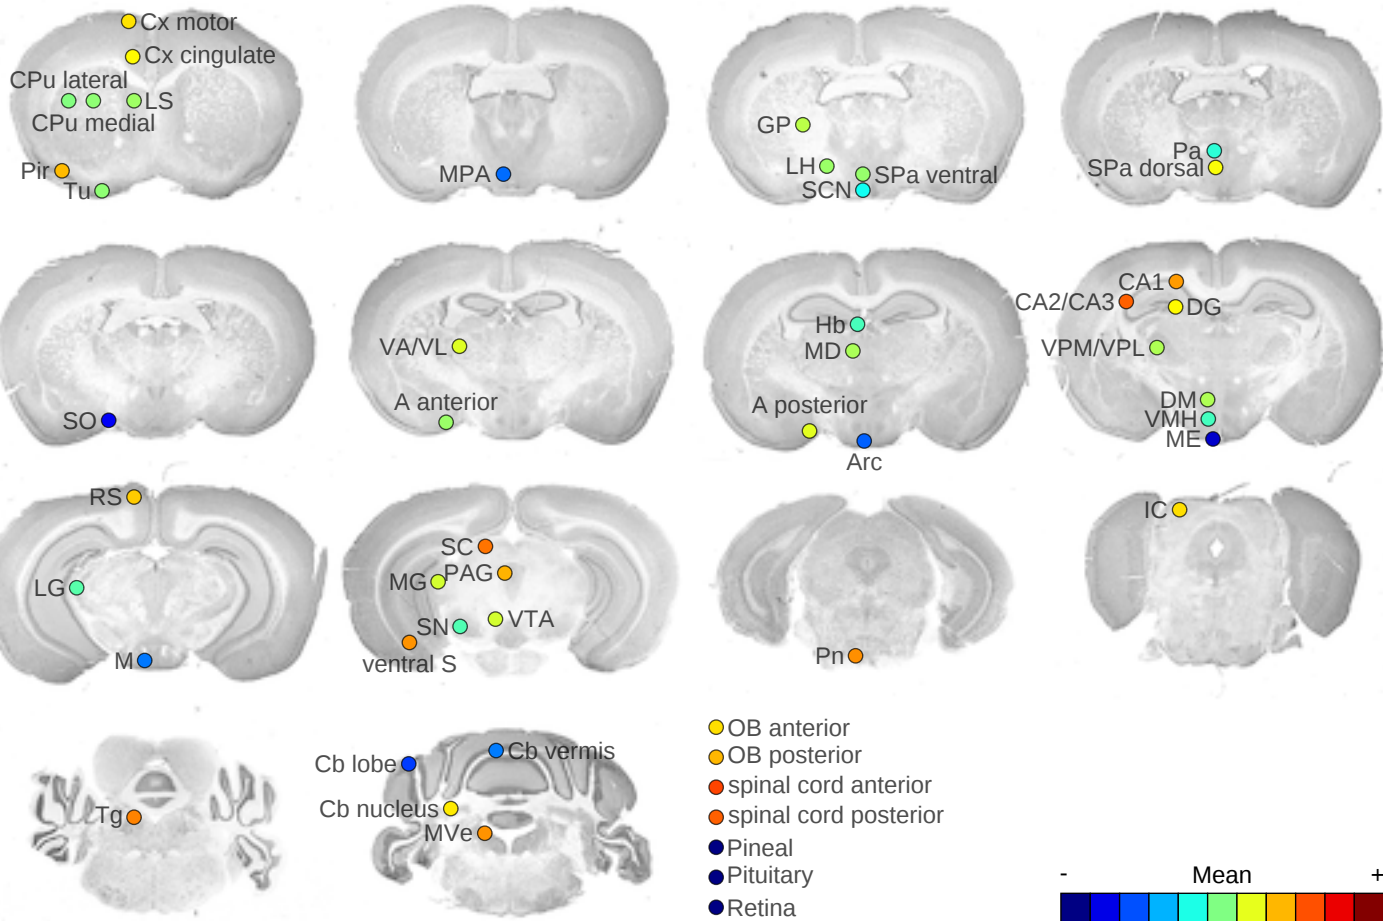 Cx motor
Cx cingulate
CPu lateral
LS
CPu medial
Pir
Tu
MPA
GP
LH
SPa ventral
SCN
Pa
SPa dorsal
SO
VA/VL
A anterior
Hb
MD
A posterior
Arc
CA1
CA2/CA3
DG
VPM/VPL
DM
VMH
ME
RS
LG
M
SC
PAG
MG
VTA
SN
ventral S
Pn
IC
Tg
Cb lobe
Cb vermis
Cb nucleus
MVe
OB anterior
OB posterior
spinal cord anterior
spinal cord posterior
Pineal
Pituitary
Retina
- Mean +